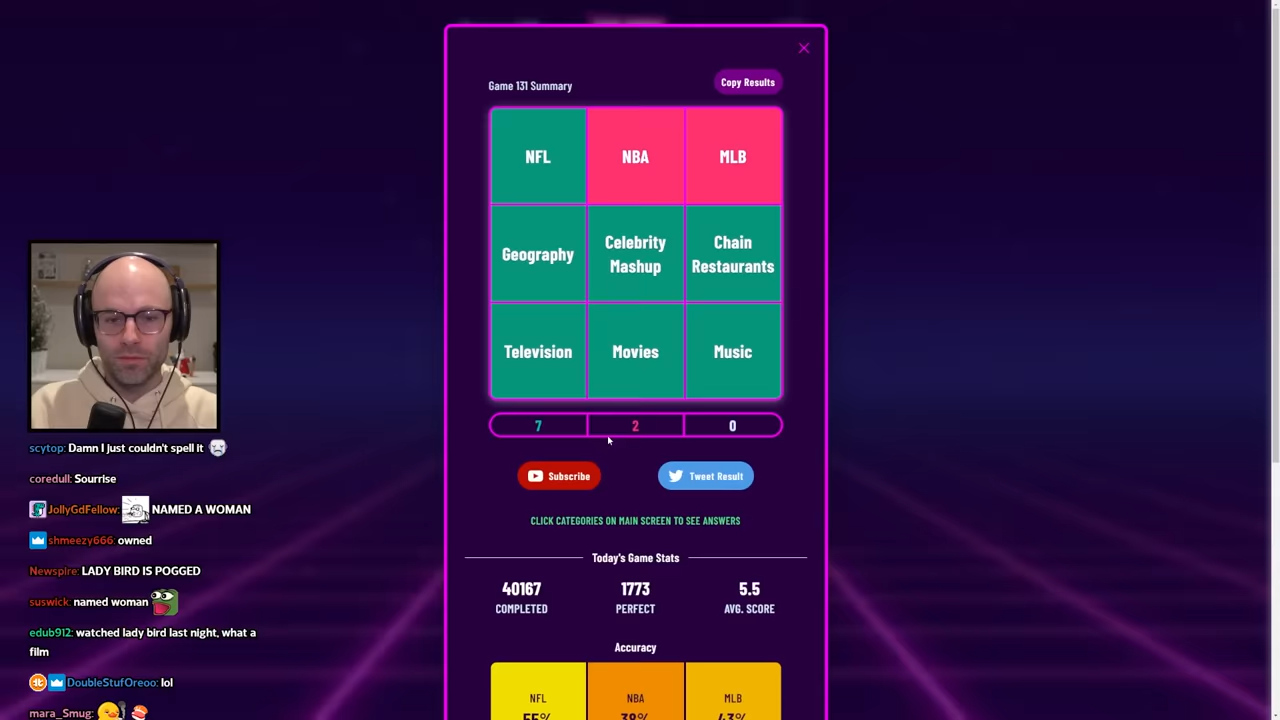 Game 131 Summary
Copy Results
NFL
NBA
MLB
Geography
Celebrity
Mashup
Chain
Restaurants
Television
Movies
Music
7
2
0
Subscribe
Tweet Result
CLICK CATEGORIES ON MAIN SCREEN TO SEE ANSWERS
Today's Game Stats
40167
1773
5.5
COMPLETED
PERFECT
AVG. SCORE
Accuracy
NFL
NBA
MLB
55%
38%
43%
scytop: Damn I just couldn't spell it
coredull: Sourrise
JollyGdFellow: NAMED A WOMAN
shmeezy666: owned
Newspire: LADY BIRD IS POGGED
suswick: named woman
edub912: watched lady bird last night, what a
film
DoubleStufOreoo: lol
mara_Smug: